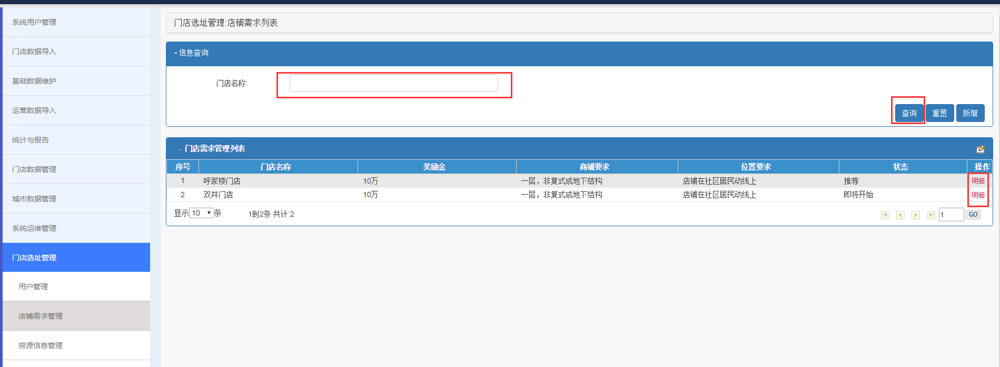 系统用户管理
门店数据导入
基础数据维护
运营数据导入
统计与报告
门店数据管理
城市数据管理
系统运维管理
门店选址管理
用户管理
店铺需求管理
房源信息管理
门店选址管理:店铺需求列表
- 信息查询
门店名称:
查询 重置 新增
– 门店需求管理列表
序号 门店名称 奖励金 商铺要求 位置要求 状态 操作
1 呼家楼门店 10万 一层，非复式或地下结构 店铺在社区居民动线上 推荐 明细
2 双井门店 10万 一层，非复式或地下结构 店铺在社区居民动线上 即将开始 明细
显示 10 条 1到2条 共计:2 1 GO